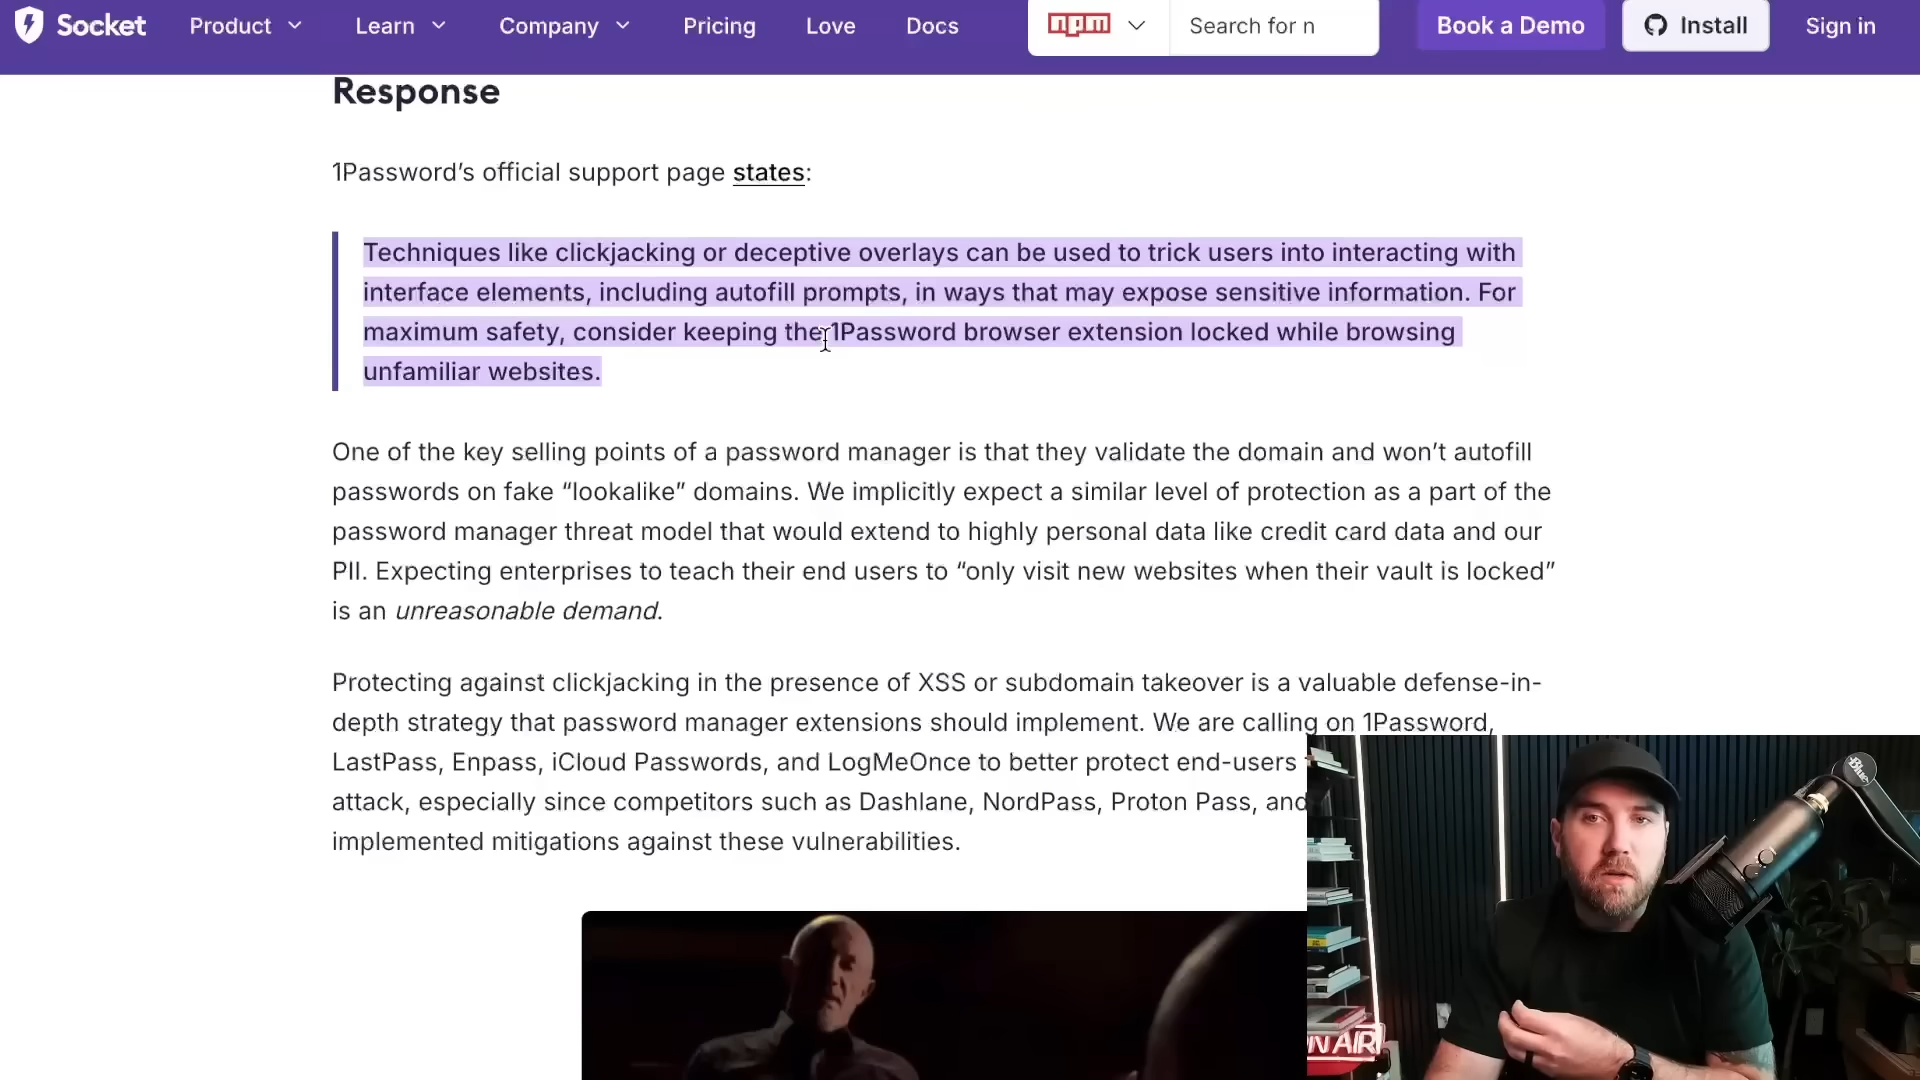 Socket
Product
Learn
Company
Pricing
Love
Docs
npm
Search for n
Book a Demo
Install
Sign in
Response
1Password’s official support page states:
Techniques like clickjacking or deceptive overlays can be used to trick users into interacting with
interface elements, including autofill prompts, in ways that may expose sensitive information. For
maximum safety, consider keeping the 1Password browser extension locked while browsing
unfamiliar websites.
One of the key selling points of a password manager is that they validate the domain and won’t autofill
passwords on fake “lookalike” domains. We implicitly expect a similar level of protection as a part of the
password manager threat model that would extend to highly personal data like credit card data and our
PII. Expecting enterprises to teach their end users to “only visit new websites when their vault is locked”
is an unreasonable demand.
Protecting against clickjacking in the presence of XSS or subdomain takeover is a valuable defense-in-
depth strategy that password manager extensions should implement. We are calling on 1Password,
LastPass, Enpass, iCloud Passwords, and LogMeOnce to better protect end-users
attack, especially since competitors such as Dashlane, NordPass, Proton Pass, and
implemented mitigations against these vulnerabilities.
Blue
N AIR